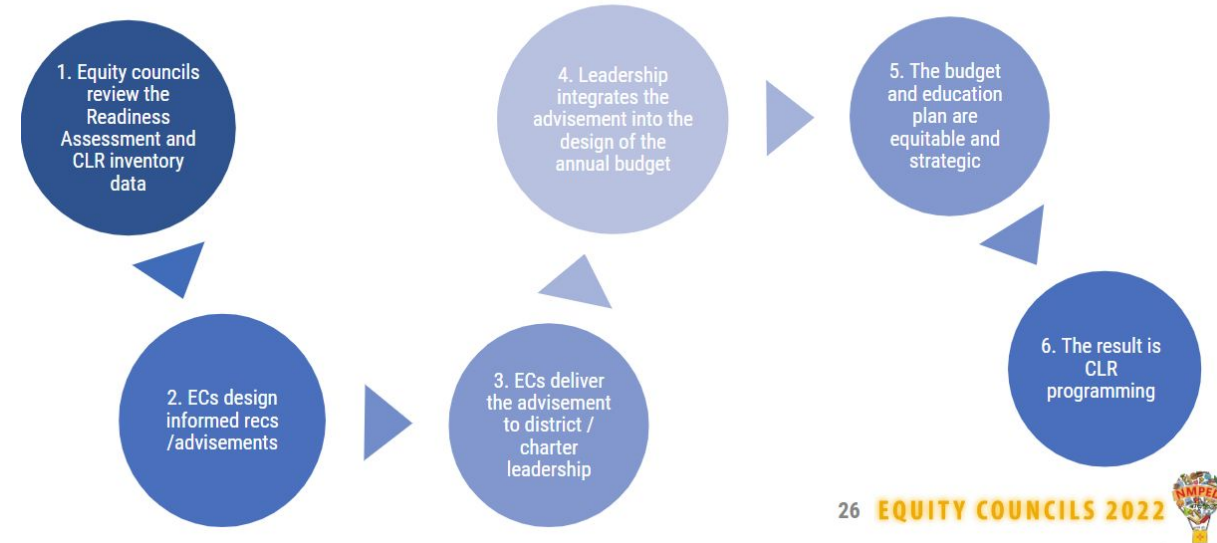 1. Equity councils
review the
Readiness
Assessment and
CLR inventory
data
2. ECs design
informed recs
/advisements
3. ECs deliver
the advisement
to district /
charter
leadership
4. Leadership
integrates the
advisement into the
design of the
annual budget
5. The budget
and education
plan are
equitable and
strategic
6. The result is
CLR
programming
26 EQUITY COUNCILS 2022
NMPED